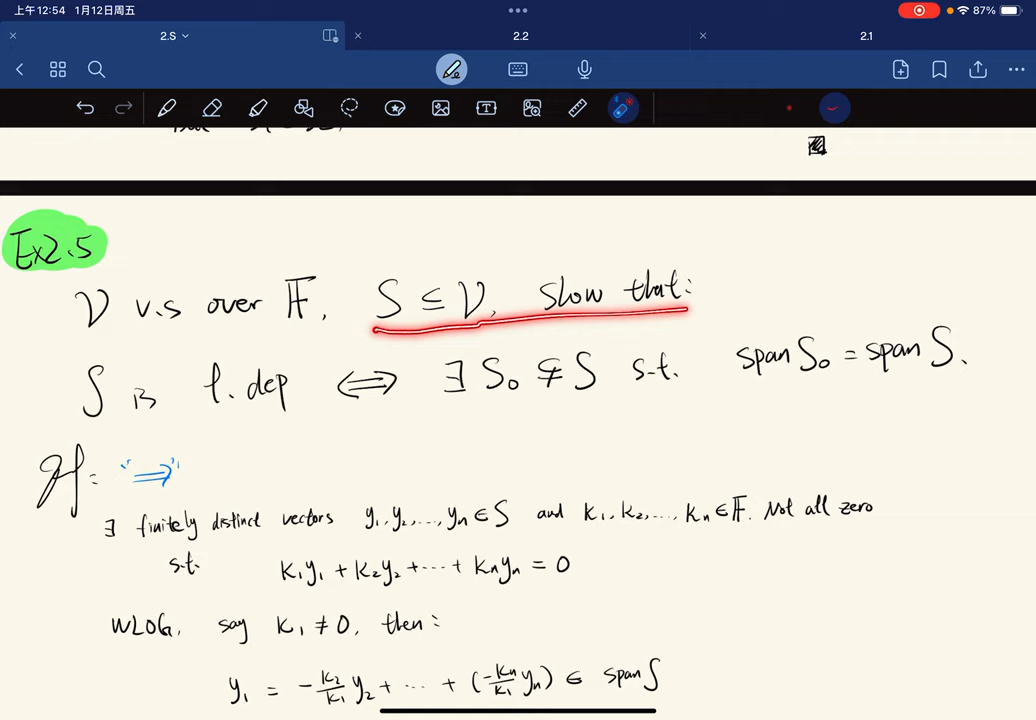 上午12:54 1月12日周五
87%
2.S
2.2
2.1
Ex2.5
V v.s over 𝔽, S ⊆ V, Slow that:
S is l.dep ⟺ ∃ S₀ ⊊ S s.t. span S₀ = span S.
pf: "⟹"
∃ finitely distinct vectors y₁, y₂, ..., yₙ ∈ S and k₁, k₂, ..., kₙ ∈ 𝔽. Not all zero
s.t. k₁y₁ + k₂y₂ + ... + kₙyₙ = 0
WLOG, say k₁ ≠ 0, then:
y₁ = -k₂/k₁ y₂ + ... + (-kₙ/k₁ yₙ) ∈ span S